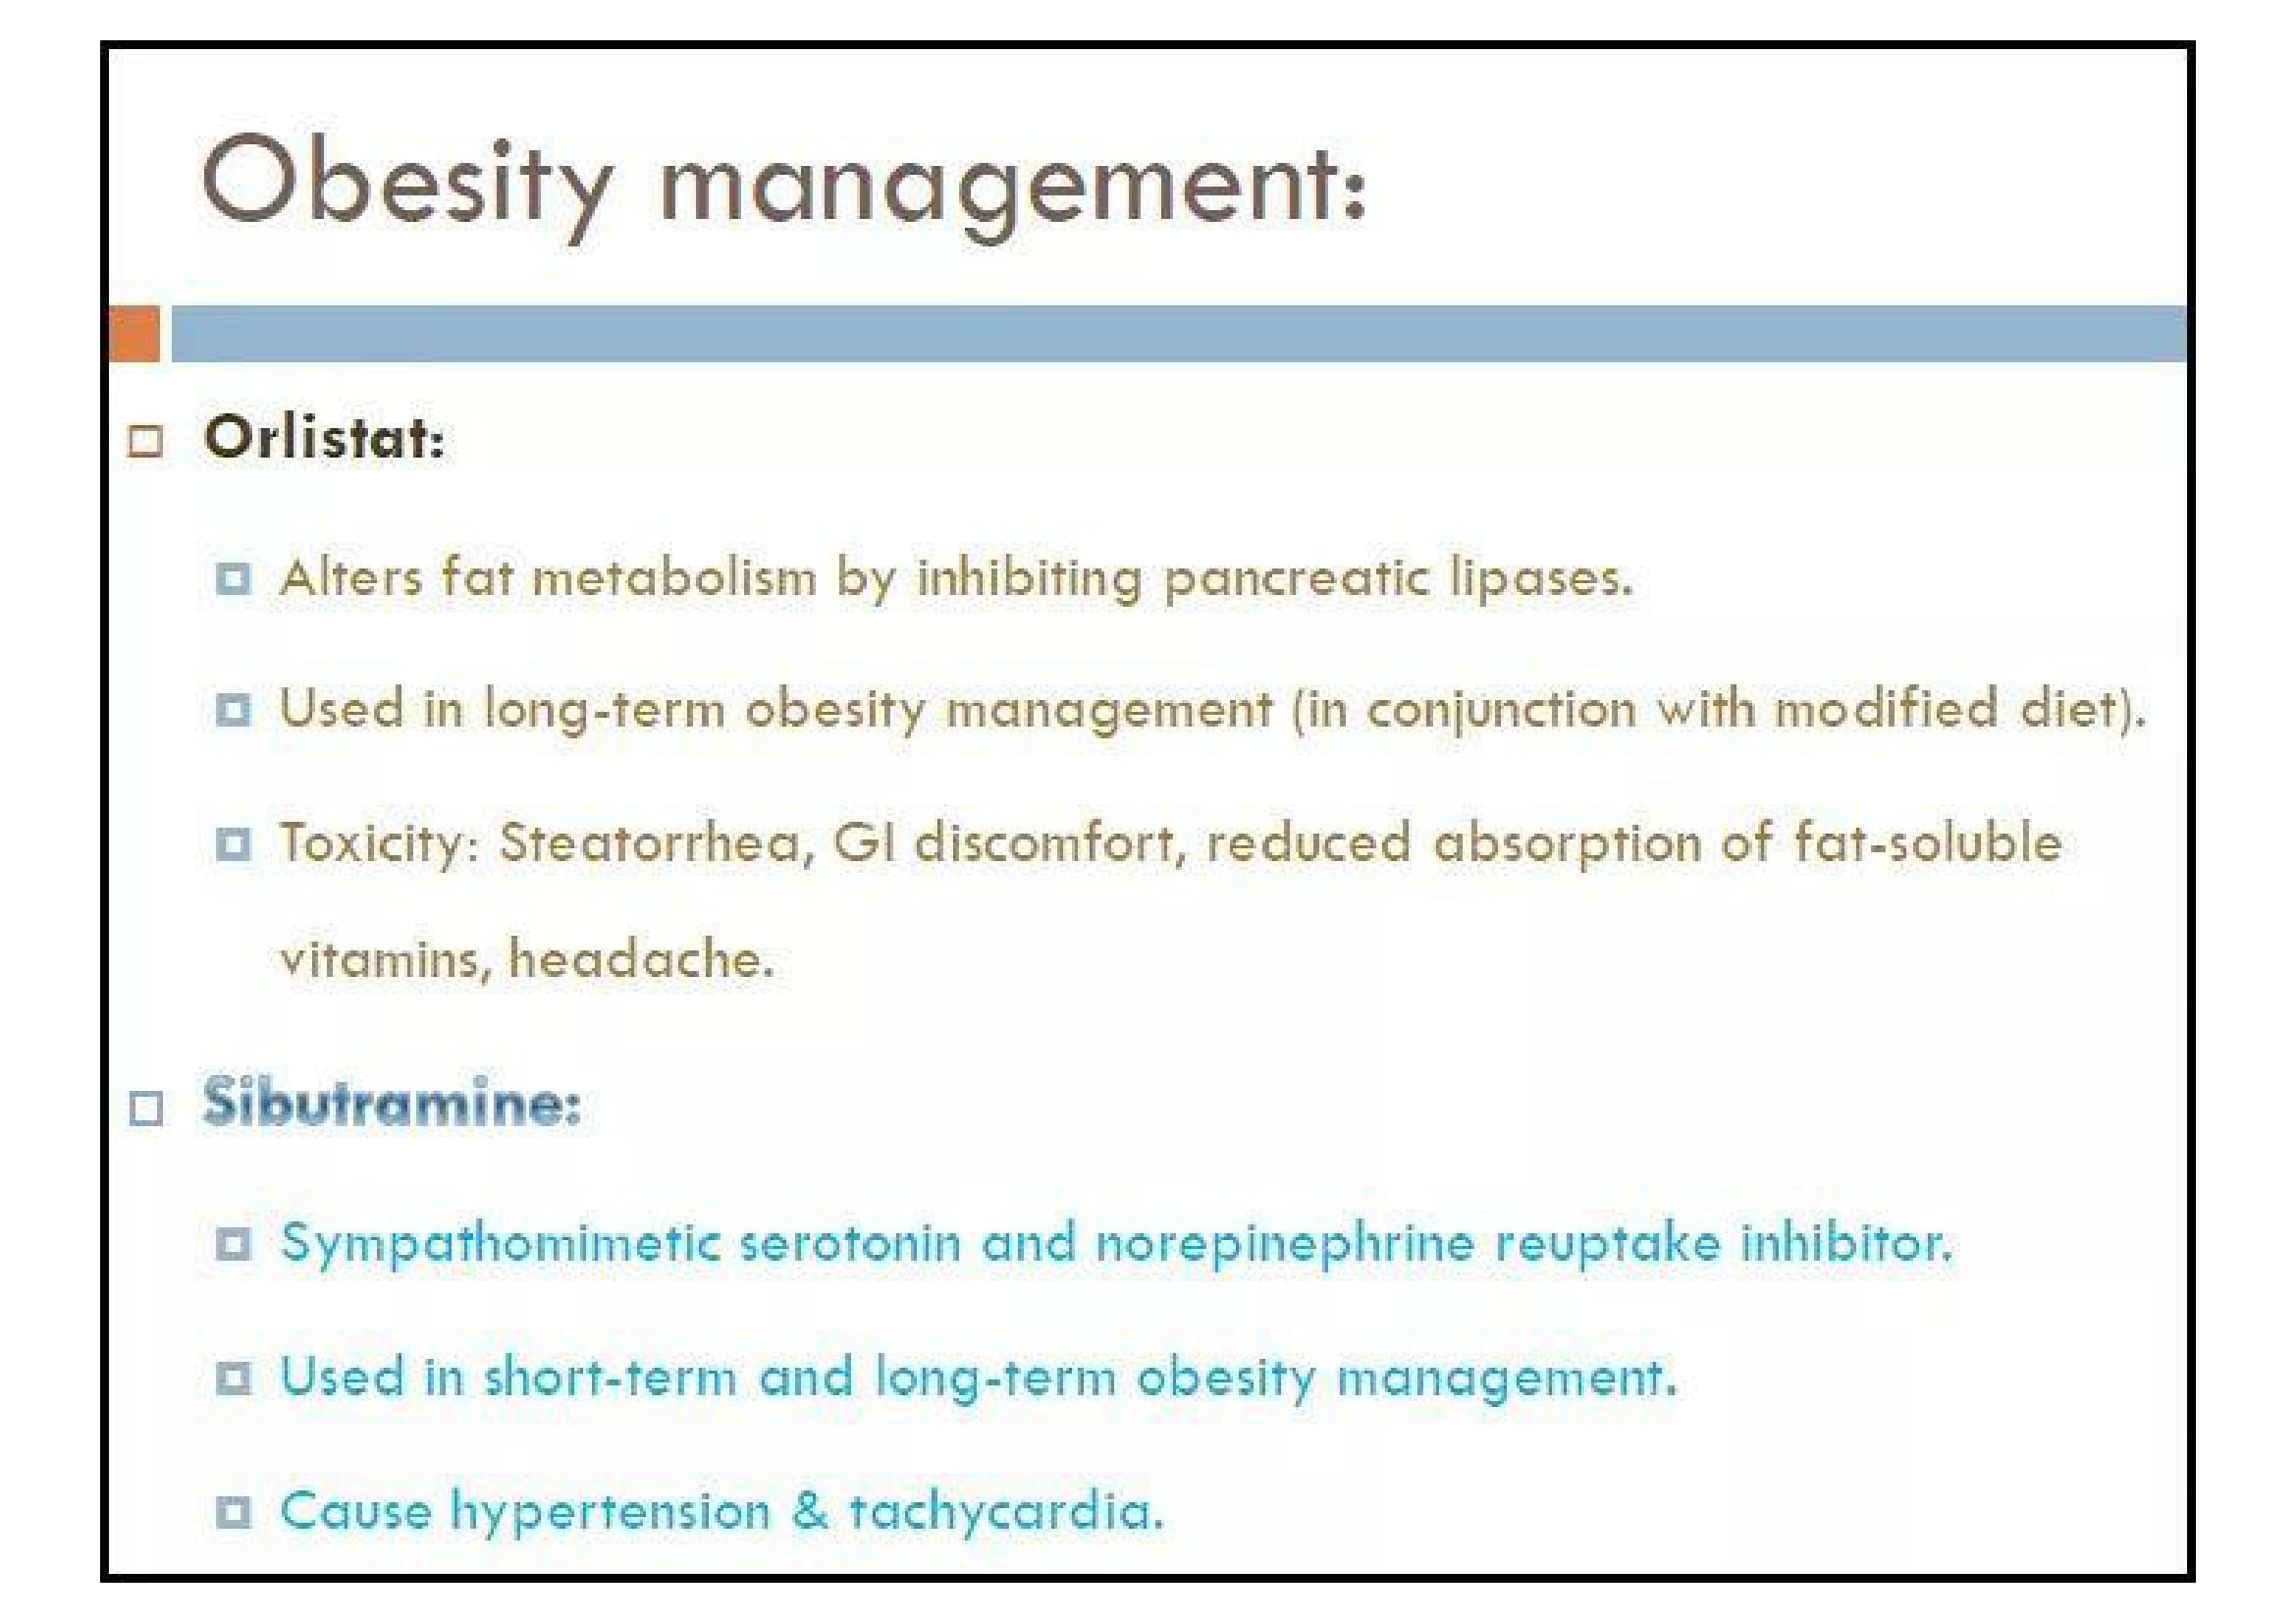 Obesity management:
Orlistat:
Alters fat metabolism by inhibiting pancreatic lipases.
Used in long-term obesity management (in conjunction with modified diet).
Toxicity: Steatorrhea, GI discomfort, reduced absorption of fat-soluble
vitamins, headache.
Sibutramine:
Sympathomimetic serotonin and norepinephrine reuptake inhibitor.
Used in short-term and long-term obesity management.
Cause hypertension & tachycardia.